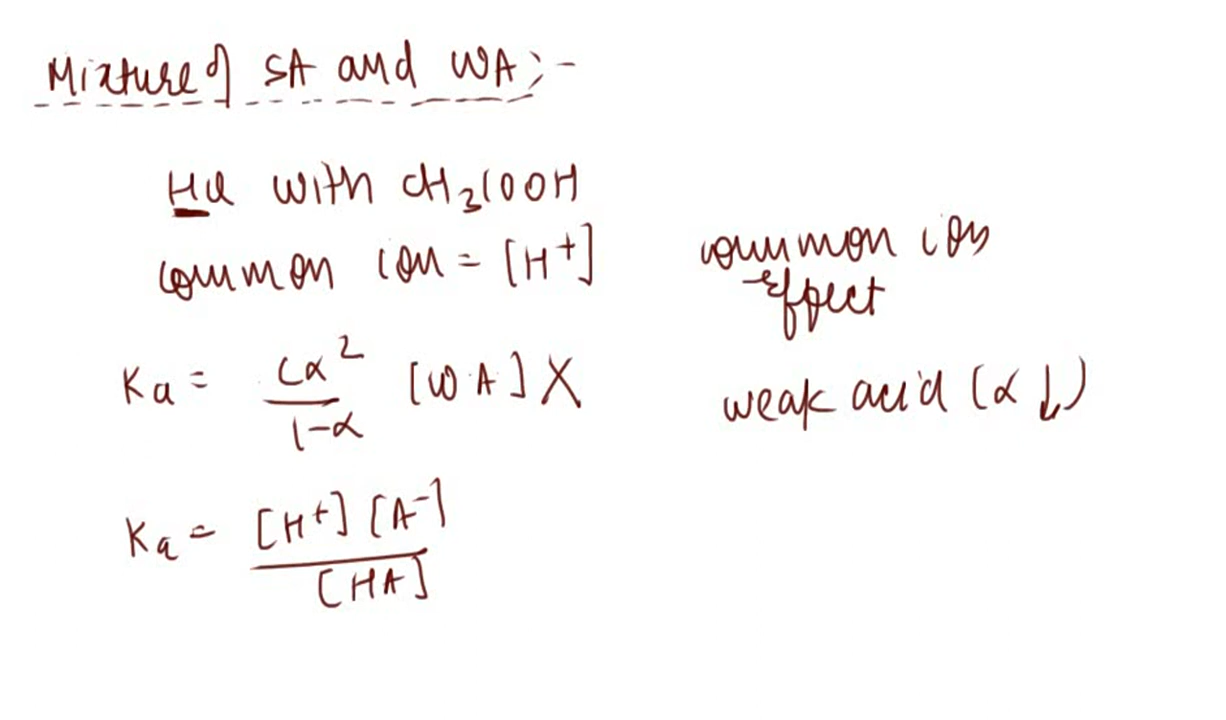 Mixture of SA and WA :-
HCl with CH3COOH
common ion = [H+]
common ion
effect
Ka = Cα²/1-α [W A] X
weak acid (α ↓)
Ka = [H+] [A-]/[HA]